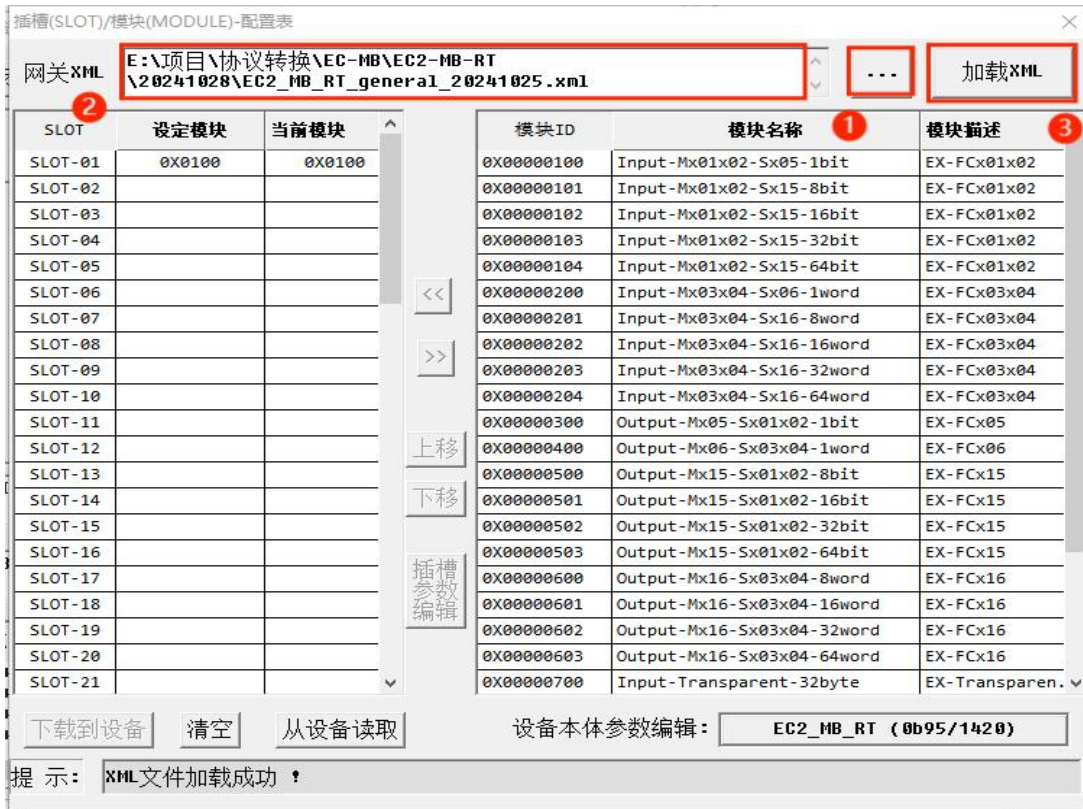 插槽(SLOT)/模块(MODULE)-配置表
网关XML
E:\项目\协议转换\EC-MB\EC2-MB-RT
\20241028\EC2_MB_RT_general_20241025.xml
...
加载XML
2
1
3
SLOT 设定模块 当前模块
SLOT-01 0X0100 0X0100
SLOT-02
SLOT-03
SLOT-04
SLOT-05
SLOT-06
SLOT-07
SLOT-08
SLOT-09
SLOT-10
SLOT-11
SLOT-12
SLOT-13
SLOT-14
SLOT-15
SLOT-16
SLOT-17
SLOT-18
SLOT-19
SLOT-20
SLOT-21
<<
>>
上移
下移
插槽
参数
编辑
模块ID 模块名称 模块描述
0X00000100 Input-Mx01x02-Sx05-1bit EX-FCx01x02
0X00000101 Input-Mx01x02-Sx15-8bit EX-FCx01x02
0X00000102 Input-Mx01x02-Sx15-16bit EX-FCx01x02
0X00000103 Input-Mx01x02-Sx15-32bit EX-FCx01x02
0X00000104 Input-Mx01x02-Sx15-64bit EX-FCx01x02
0X00000200 Input-Mx03x04-Sx06-1word EX-FCx03x04
0X00000201 Input-Mx03x04-Sx16-8word EX-FCx03x04
0X00000202 Input-Mx03x04-Sx16-16word EX-FCx03x04
0X00000203 Input-Mx03x04-Sx16-32word EX-FCx03x04
0X00000204 Input-Mx03x04-Sx16-64word EX-FCx03x04
0X00000300 Output-Mx05-Sx01x02-1bit EX-FCx05
0X00000400 Output-Mx06-Sx03x04-1word EX-FCx06
0X00000500 Output-Mx15-Sx01x02-8bit EX-FCx15
0X00000501 Output-Mx15-Sx01x02-16bit EX-FCx15
0X00000502 Output-Mx15-Sx01x02-32bit EX-FCx15
0X00000503 Output-Mx15-Sx01x02-64bit EX-FCx15
0X00000600 Output-Mx16-Sx03x04-8word EX-FCx16
0X00000601 Output-Mx16-Sx03x04-16word EX-FCx16
0X00000602 Output-Mx16-Sx03x04-32word EX-FCx16
0X00000603 Output-Mx16-Sx03x04-64word EX-FCx16
0X00000700 Input-Transparent-32byte EX-Transparen.
下载到设备 清空 从设备读取 设备本体参数编辑: EC2_MB_RT (0b95/1420)
提 示: XML文件加载成功 !